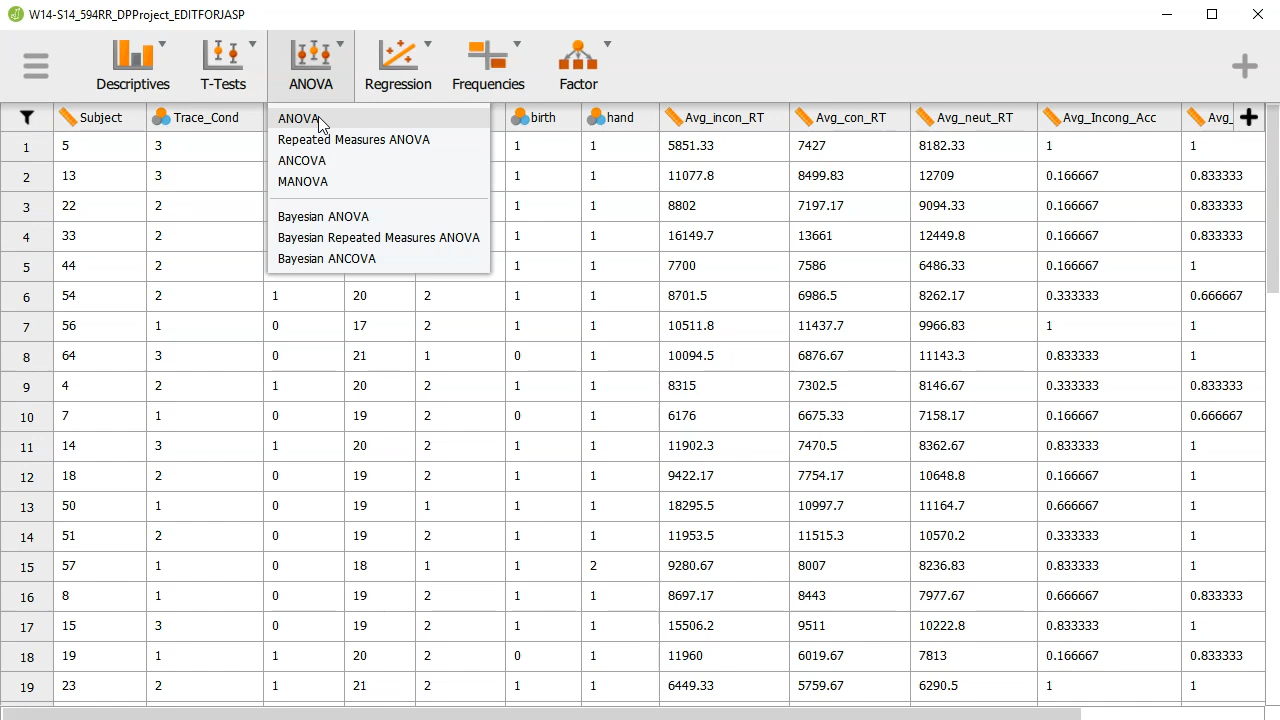 W14-S14_594RR_DPProject_EDITFORJASP
Descriptives T-Tests ANOVA Regression Frequencies Factor
Subject Trace_Cond birth hand Avg_incon_RT Avg_con_RT Avg_neut_RT Avg_Incong_Acc Avg_
ANOVA
Repeated Measures ANOVA
ANCOVA
MANOVA
Bayesian ANOVA
Bayesian Repeated Measures ANOVA
Bayesian ANCOVA
1 5 3 1 1 5851.33 7427 8182.33 1 1
2 13 3 1 1 11077.8 8499.83 12709 0.166667 0.833333
3 22 2 1 1 8802 7197.17 9094.33 0.166667 0.833333
4 33 2 1 1 16149.7 13661 12449.8 0.166667 0.833333
5 44 2 1 1 7700 7586 6486.33 0.166667 1
6 54 2 1 20 2 1 1 8701.5 6986.5 8262.17 0.333333 0.666667
7 56 1 0 17 2 1 1 10511.8 11437.7 9966.83 1 1
8 64 3 0 21 1 0 1 10094.5 6876.67 11143.3 0.833333 1
9 4 2 1 20 2 1 1 8315 7302.5 8146.67 0.333333 0.833333
10 7 1 0 19 2 0 1 6176 6675.33 7158.17 0.166667 0.666667
11 14 3 1 20 2 1 1 11902.3 7470.5 8362.67 0.833333 1
12 18 2 0 19 2 1 1 9422.17 7754.17 10648.8 0.166667 1
13 50 1 0 19 1 1 1 18295.5 10997.7 11164.7 0.666667 1
14 51 2 0 19 2 1 1 11953.5 11515.3 10570.2 0.333333 1
15 57 1 0 18 1 1 2 9280.67 8007 8236.83 0.833333 1
16 8 1 0 19 2 1 1 8697.17 8443 7977.67 0.666667 0.833333
17 15 3 0 19 2 1 1 15506.2 9511 10222.8 0.833333 1
18 19 1 1 20 2 0 1 11960 6019.67 7813 0.166667 0.833333
19 23 2 1 21 2 1 1 6449.33 5759.67 6290.5 1 1